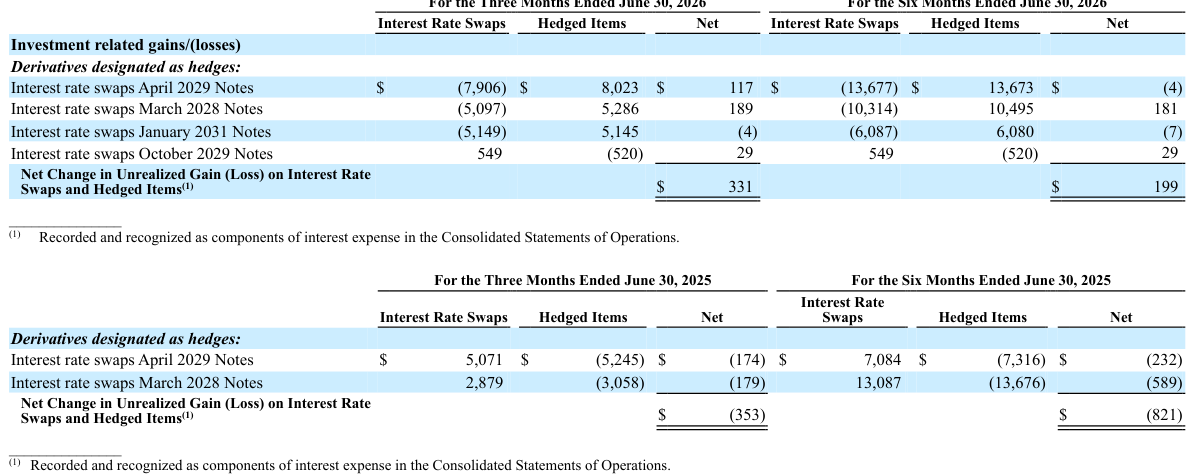 For the Three Months Ended June 30, 2026 For the Six Months Ended June 30, 2026
Interest Rate Swaps Hedged Items Net Interest Rate Swaps Hedged Items Net
Investment related gains/(losses)
Derivatives designated as hedges:
Interest rate swaps April 2029 Notes $ (7,906) $ 8,023 $ 117 $ (13,677) $ 13,673 $ (4)
Interest rate swaps March 2028 Notes (5,097) 5,286 189 (10,314) 10,495 181
Interest rate swaps January 2031 Notes (5,149) 5,145 (4) (6,087) 6,080 (7)
Interest rate swaps October 2029 Notes 549 (520) 29 549 (520) 29
Net Change in Unrealized Gain (Loss) on Interest Rate
Swaps and Hedged Items(1) $ 331 $ 199
(1) Recorded and recognized as components of interest expense in the Consolidated Statements of Operations.
For the Three Months Ended June 30, 2025 For the Six Months Ended June 30, 2025
Interest Rate Swaps Hedged Items Net Interest Rate
Swaps Hedged Items Net
Derivatives designated as hedges:
Interest rate swaps April 2029 Notes $ 5,071 $ (5,245) $ (174) $ 7,084 $ (7,316) $ (232)
Interest rate swaps March 2028 Notes 2,879 (3,058) (179) 13,087 (13,676) (589)
Net Change in Unrealized Gain (Loss) on Interest Rate
Swaps and Hedged Items(1) $ (353) $ (821)
(1) Recorded and recognized as components of interest expense in the Consolidated Statements of Operations.